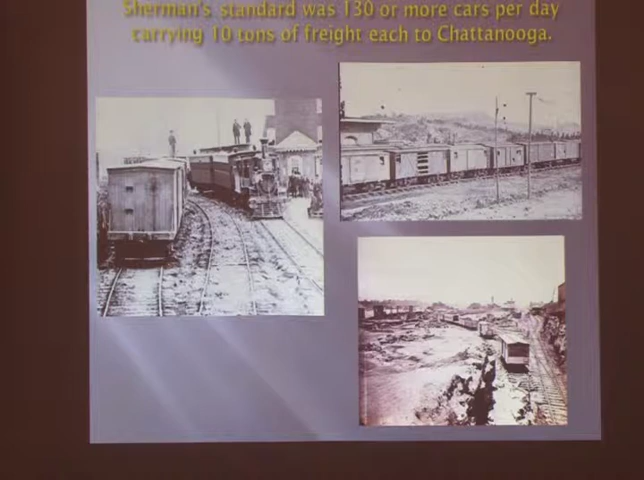 Sherman's standard was 130 or more cars per day
carrying 10 tons of freight each to Chattanooga.